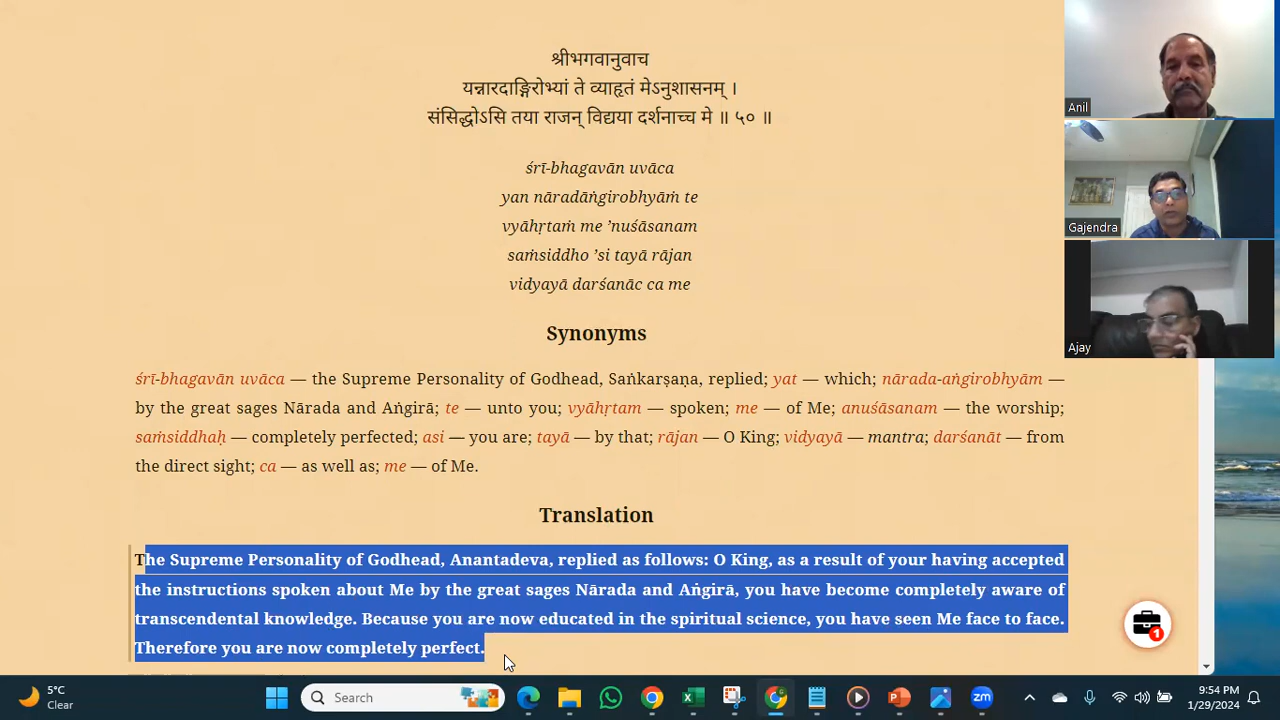 श्रीभगवानुवाच
यन्नारदाङ्गिरोभ्यां ते व्याहृतं मेऽनुशासनम् ।
संसिद्धोऽसि तया राजन् विद्यया दर्शनाच्च मे ॥ ५० ॥
śrī-bhagavān uvāca
yan nāradāṅgirobhyāṁ te
vyāhṛtaṁ me ’nuśāsanam
saṁsiddho ’si tayā rājan
vidyayā darśanāc ca me
Synonyms
śrī-bhagavān uvāca — the Supreme Personality of Godhead, Saṅkarṣaṇa, replied; yat — which; nārada-aṅgirobhyām —
by the great sages Nārada and Aṅgirā; te — unto you; vyāhṛtam — spoken; me — of Me; anuśāsanam — the worship;
saṁsiddhaḥ — completely perfected; asi — you are; tayā — by that; rājan — O King; vidyayā — mantra; darśanāt — from
the direct sight; ca — as well as; me — of Me.
Translation
The Supreme Personality of Godhead, Anantadeva, replied as follows: O King, as a result of your having accepted
the instructions spoken about Me by the great sages Nārada and Aṅgirā, you have become completely aware of
transcendental knowledge. Because you are now educated in the spiritual science, you have seen Me face to face.
Therefore you are now completely perfect.
Anil
Gajendra
Ajay
1
5°C
Clear
Search
zm
9:54 PM
1/29/2024